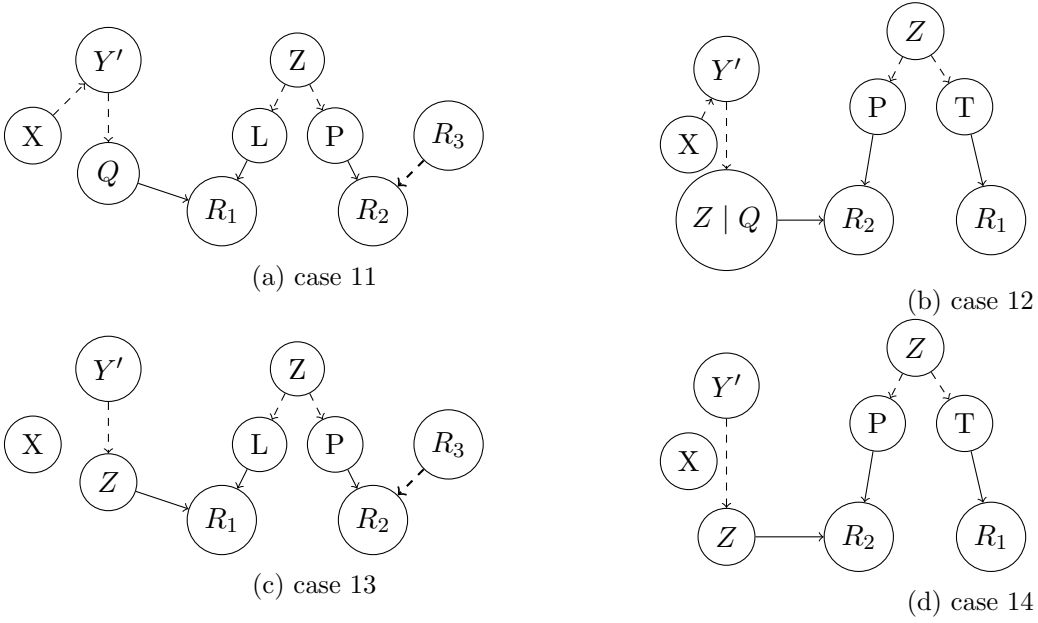 Y′ Z
X L P R₃
Q
R₁ R₂
(a) case 11
Z
Y′
P T
X
Z | Q R₂ R₁
(b) case 12
Y′ Z
X L P R₃
Z
R₁ R₂
(c) case 13
Z
Y′
P T
X
Z R₂ R₁
(d) case 14